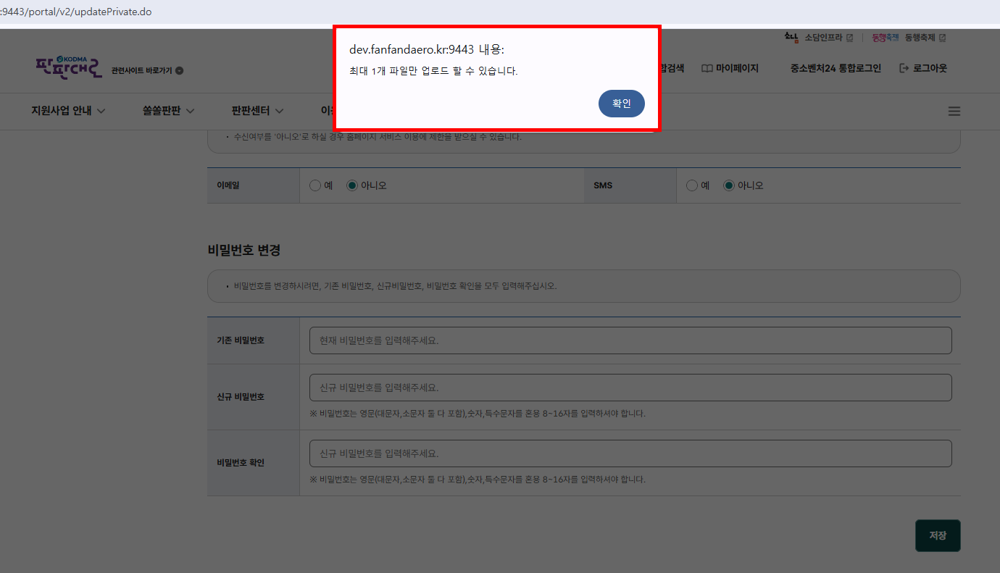 :9443/portal/v2/updatePrivate.do
소담인프라
동행축제 동행축제
dev.fanfandaero.kr:9443 내용:
최대 1개 파일만 업로드 할 수 있습니다.
확인
KODMA
판판대로
관련사이트 바로가기
합검색
마이페이지
중소벤처24 통합로그인
로그아웃
지원사업 안내
쏠쏠판판
판판센터
· 수신여부를 '아니오'로 하실 경우 홈페이지 서비스 이용에 제한을 받으실 수 있습니다.
이메일 예 아니오 SMS 예 아니오
비밀번호 변경
· 비밀번호를 변경하시려면, 기존 비밀번호, 신규비밀번호, 비밀번호 확인을 모두 입력해주십시오.
기존 비밀번호 현재 비밀번호를 입력해주세요.
신규 비밀번호 신규 비밀번호를 입력해주세요.
※ 비밀번호는 영문(대문자,소문자 둘 다 포함),숫자,특수문자를 혼용 8~16자를 입력하셔야 합니다.
비밀번호 확인 신규 비밀번호를 입력해주세요.
※ 비밀번호는 영문(대문자,소문자 둘 다 포함),숫자,특수문자를 혼용 8~16자를 입력하셔야 합니다.
저장